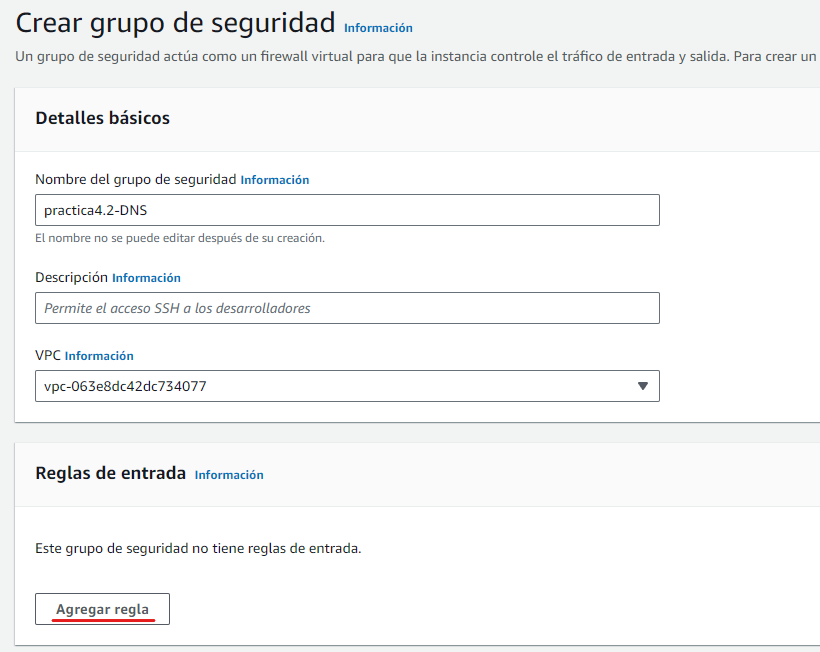 Crear grupo de seguridad Información
Un grupo de seguridad actúa como un firewall virtual para que la instancia controle el tráfico de entrada y salida. Para crear un
Detalles básicos
Nombre del grupo de seguridad Información
practica4.2-DNS
El nombre no se puede editar después de su creación.
Descripción Información
Permite el acceso SSH a los desarrolladores
VPC Información
vpc-063e8dc42dc734077
Reglas de entrada Información
Este grupo de seguridad no tiene reglas de entrada.
Agregar regla